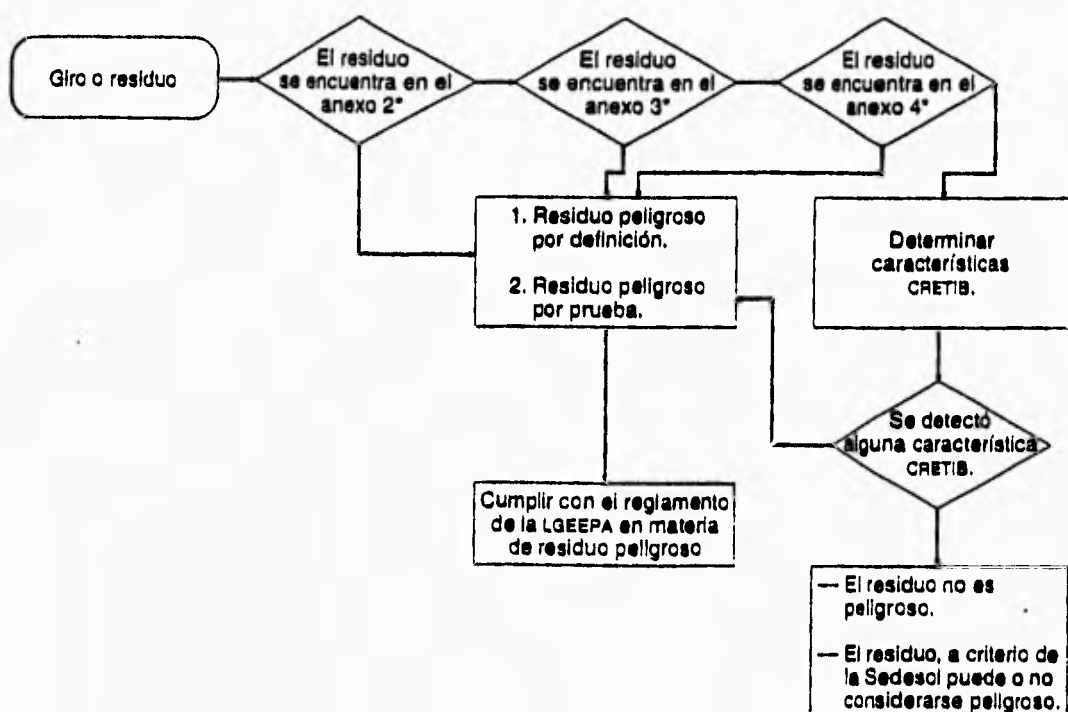 Giro o residuo
El residuo
se encuentra en el
anexo 2*
El residuo
se encuentra en el
anexo 3*
El residuo
se encuentra en el
anexo 4*
1. Residuo peligroso
por definición.
2. Residuo peligroso
por prueba.
Determinar
características
CRETIB.
Se detectó
alguna característica
CRETIB.
Cumplir con el reglamento
de la LGEEPA en materia
de residuo peligroso
— El residuo no es
peligroso.
— El residuo, a criterio de
la Sedesol puede o no
considerarse peligroso.